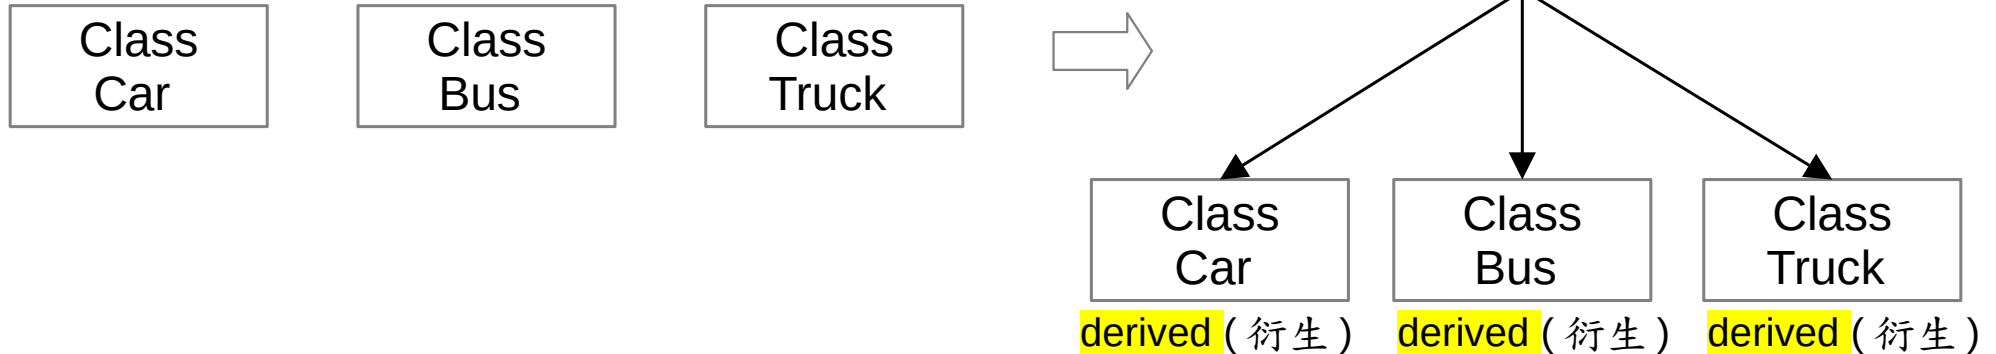 Class
Car
Class
Bus
Class
Truck
Class
Car
derived (衍生)
Class
Bus
derived (衍生)
Class
Truck
derived (衍生)